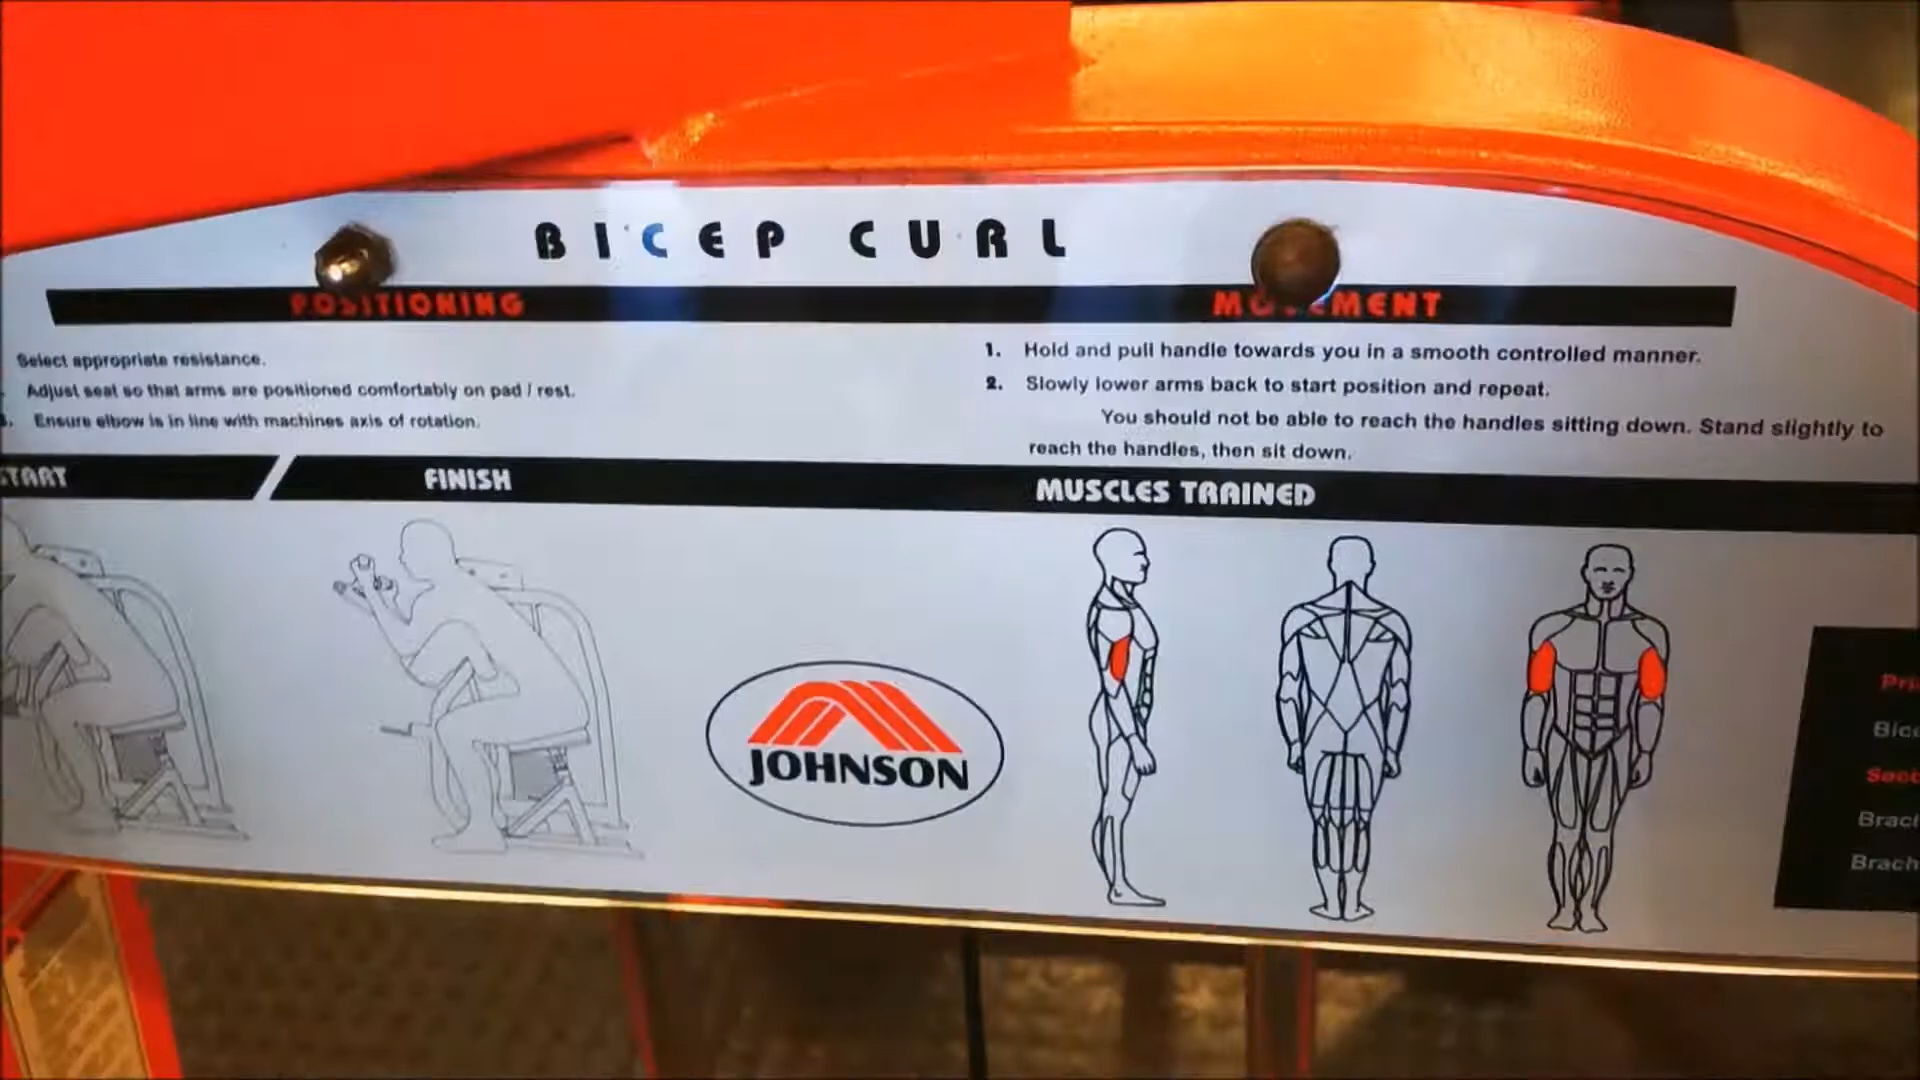 BICEP CURL
POSITIONING
Select appropriate resistance.
Adjust seat so that arms are positioned comfortably on pad / rest.
Ensure elbow is in line with machines axis of rotation.
MOVEMENT
1. Hold and pull handle towards you in a smooth controlled manner.
2. Slowly lower arms back to start position and repeat.
You should not be able to reach the handles sitting down. Stand slightly to
reach the handles, then sit down.
START
FINISH
MUSCLES TRAINED
JOHNSON